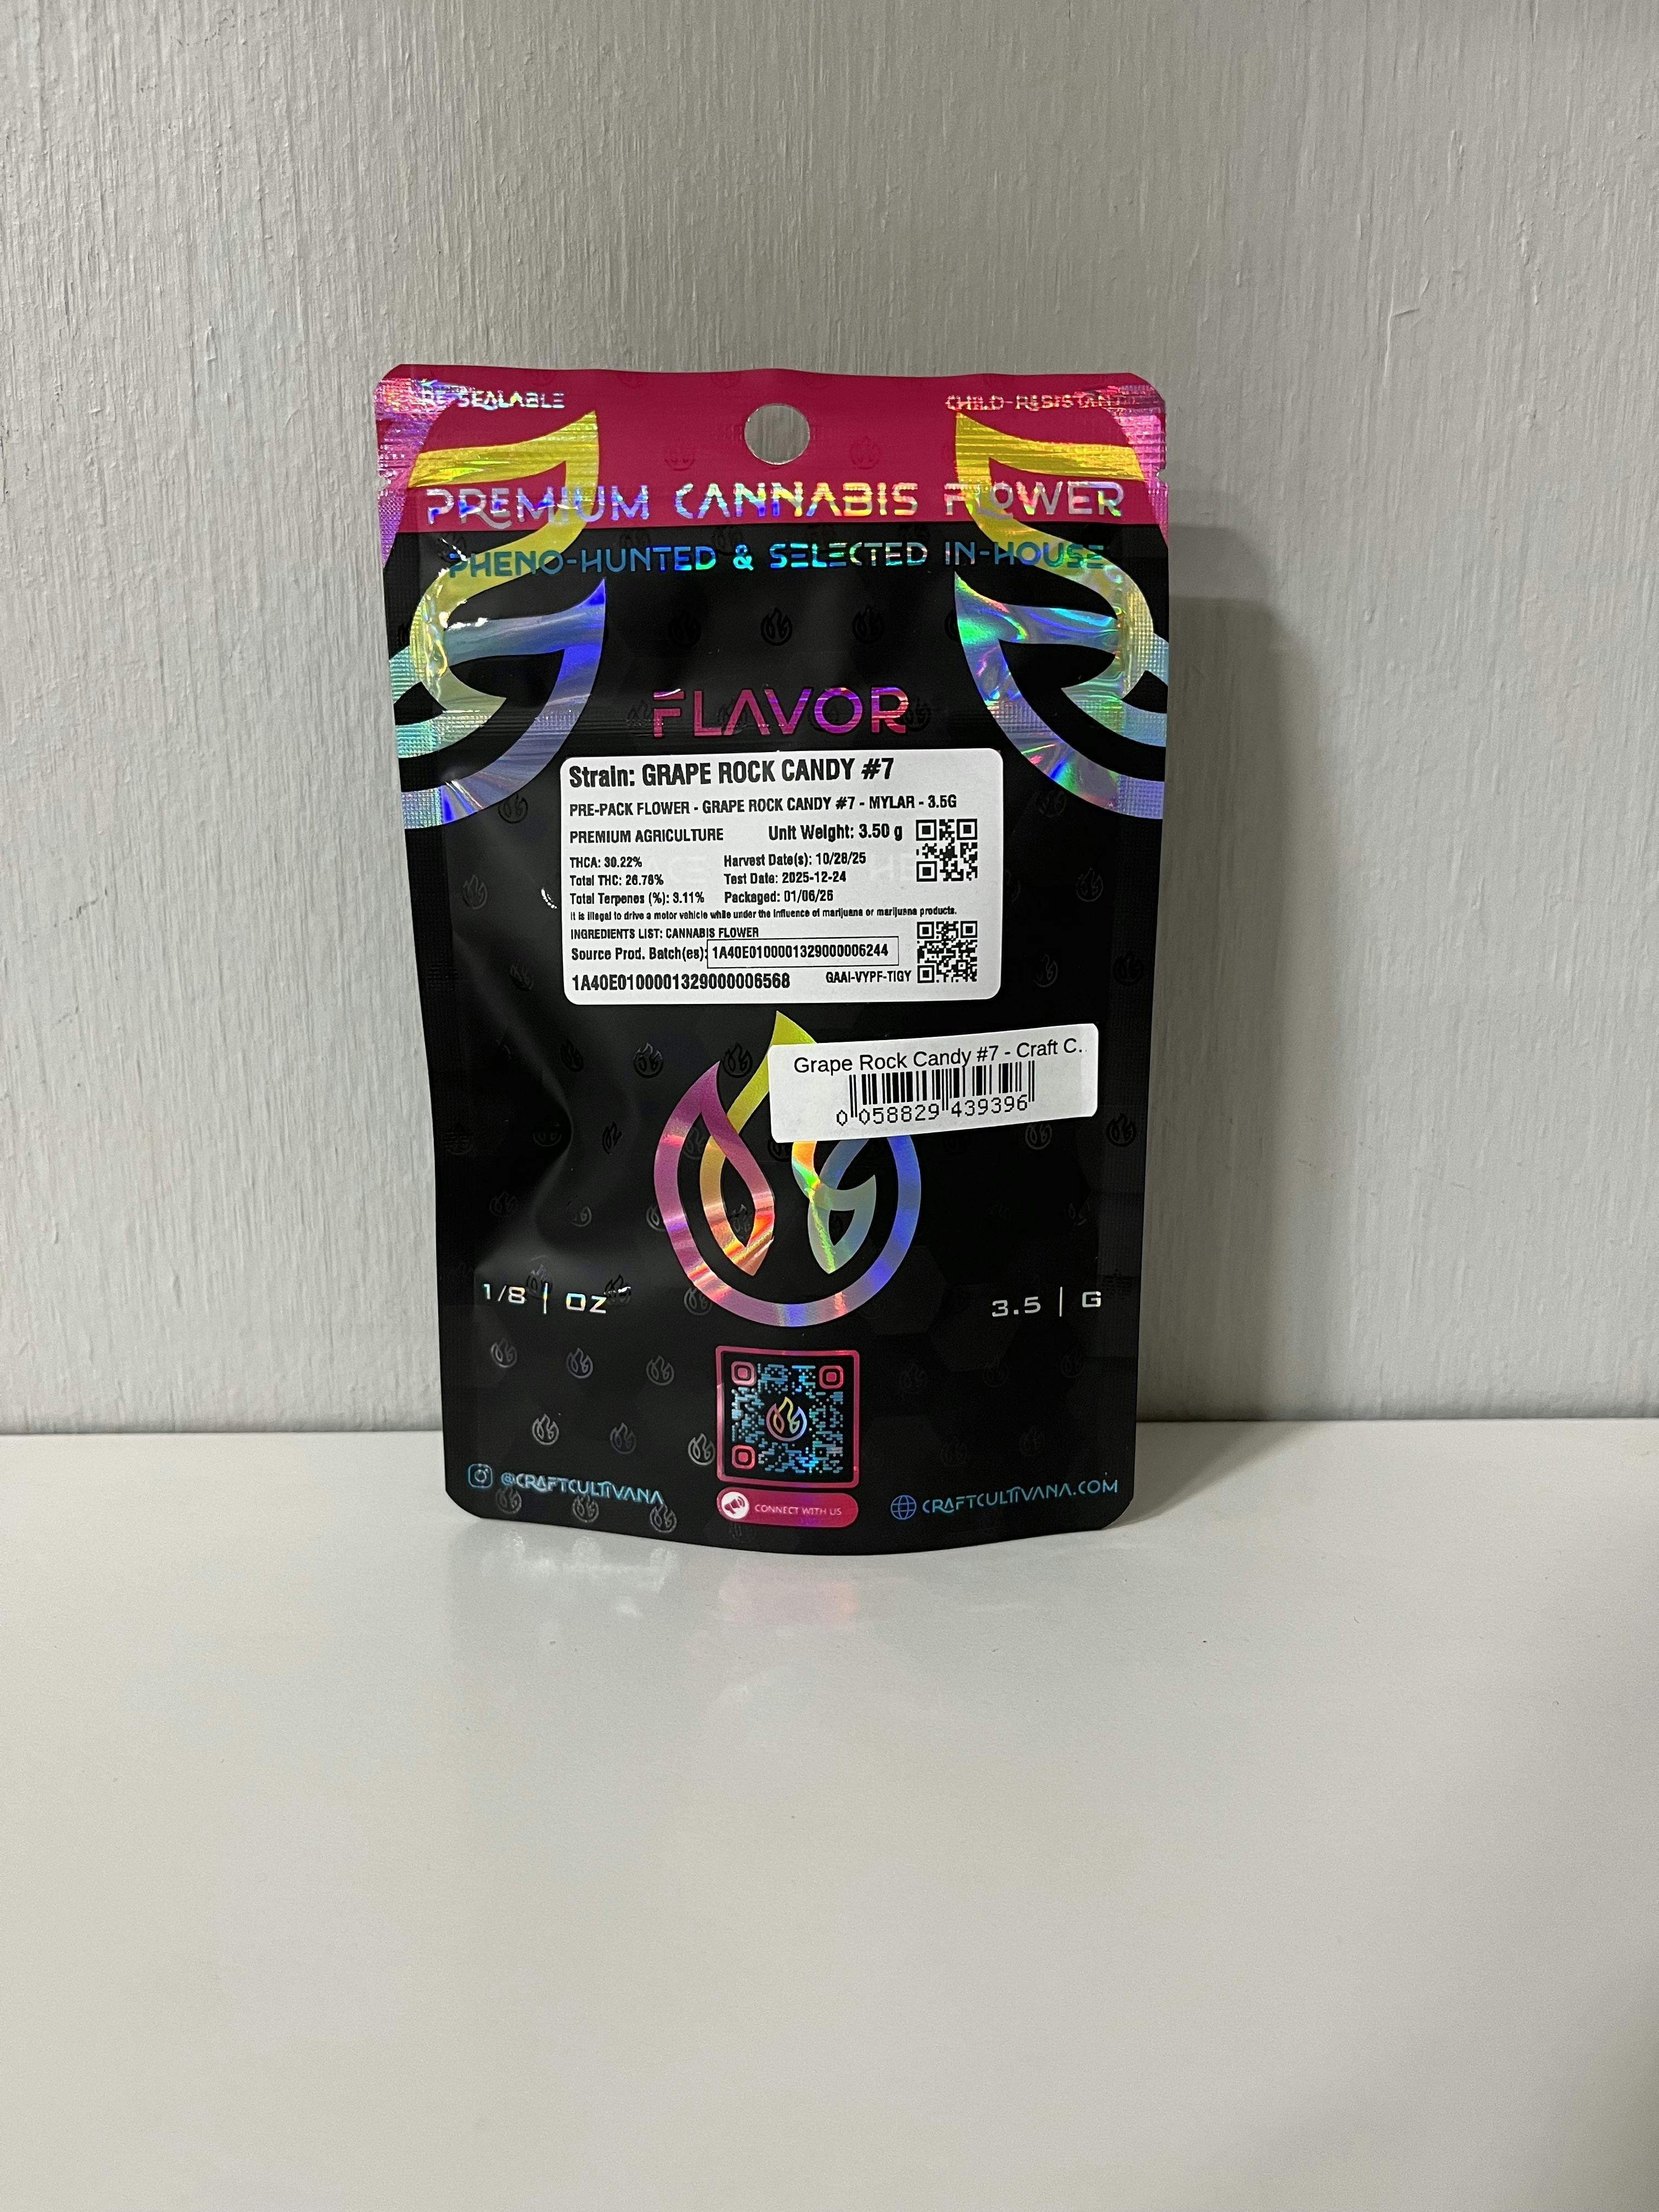 RE-SEALABLE
CHILD-RESISTANT
PREMIUM CANNABIS FLOWER
PHENO-HUNTED & SELECTED IN-HOUSE
FLAVOR
Strain: GRAPE ROCK CANDY #7
PRE-PACK FLOWER - GRAPE ROCK CANDY #7 - MYLAR - 3.5G
PREMIUM AGRICULTURE Unit Weight: 3.50 g
THCA: 30.22% Harvest Date(s): 10/28/25
Total THC: 26.76% Test Date: 2025-12-24
Total Terpenes (%): 3.11% Packaged: 01/06/26
It is illegal to drive a motor vehicle while under the influence of marijuana or marijuana products.
INGREDIENTS LIST: CANNABIS FLOWER
Source Prod. Batch(es): 1A40E0100001329000006244
1A40E0100001329000006568 GAAI-VYPF-TIGY
Grape Rock Candy #7 - Craft C.
0 058829 439396
1/8 | OZ
3.5 | G
@CRAFTCULTIVANA
CONNECT WITH US
CRAFTCULTIVANA.COM